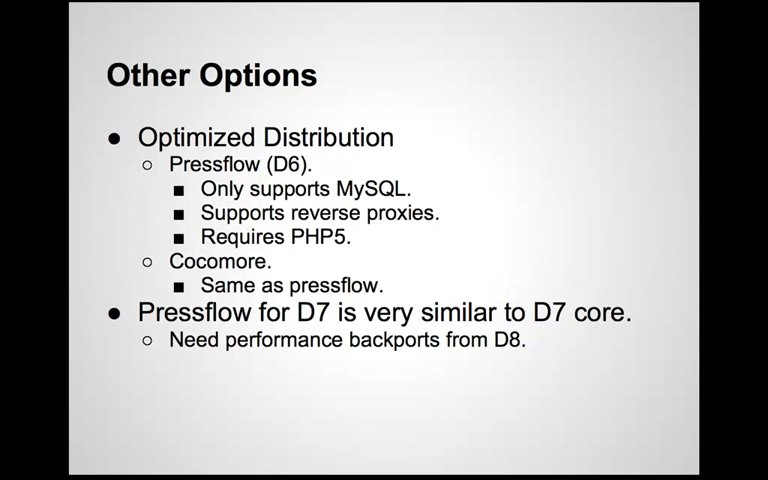 Other Options
● Optimized Distribution
○ Pressflow (D6).
■ Only supports MySQL.
■ Supports reverse proxies.
■ Requires PHP5.
○ Cocomore.
■ Same as pressflow.
● Pressflow for D7 is very similar to D7 core.
○ Need performance backports from D8.